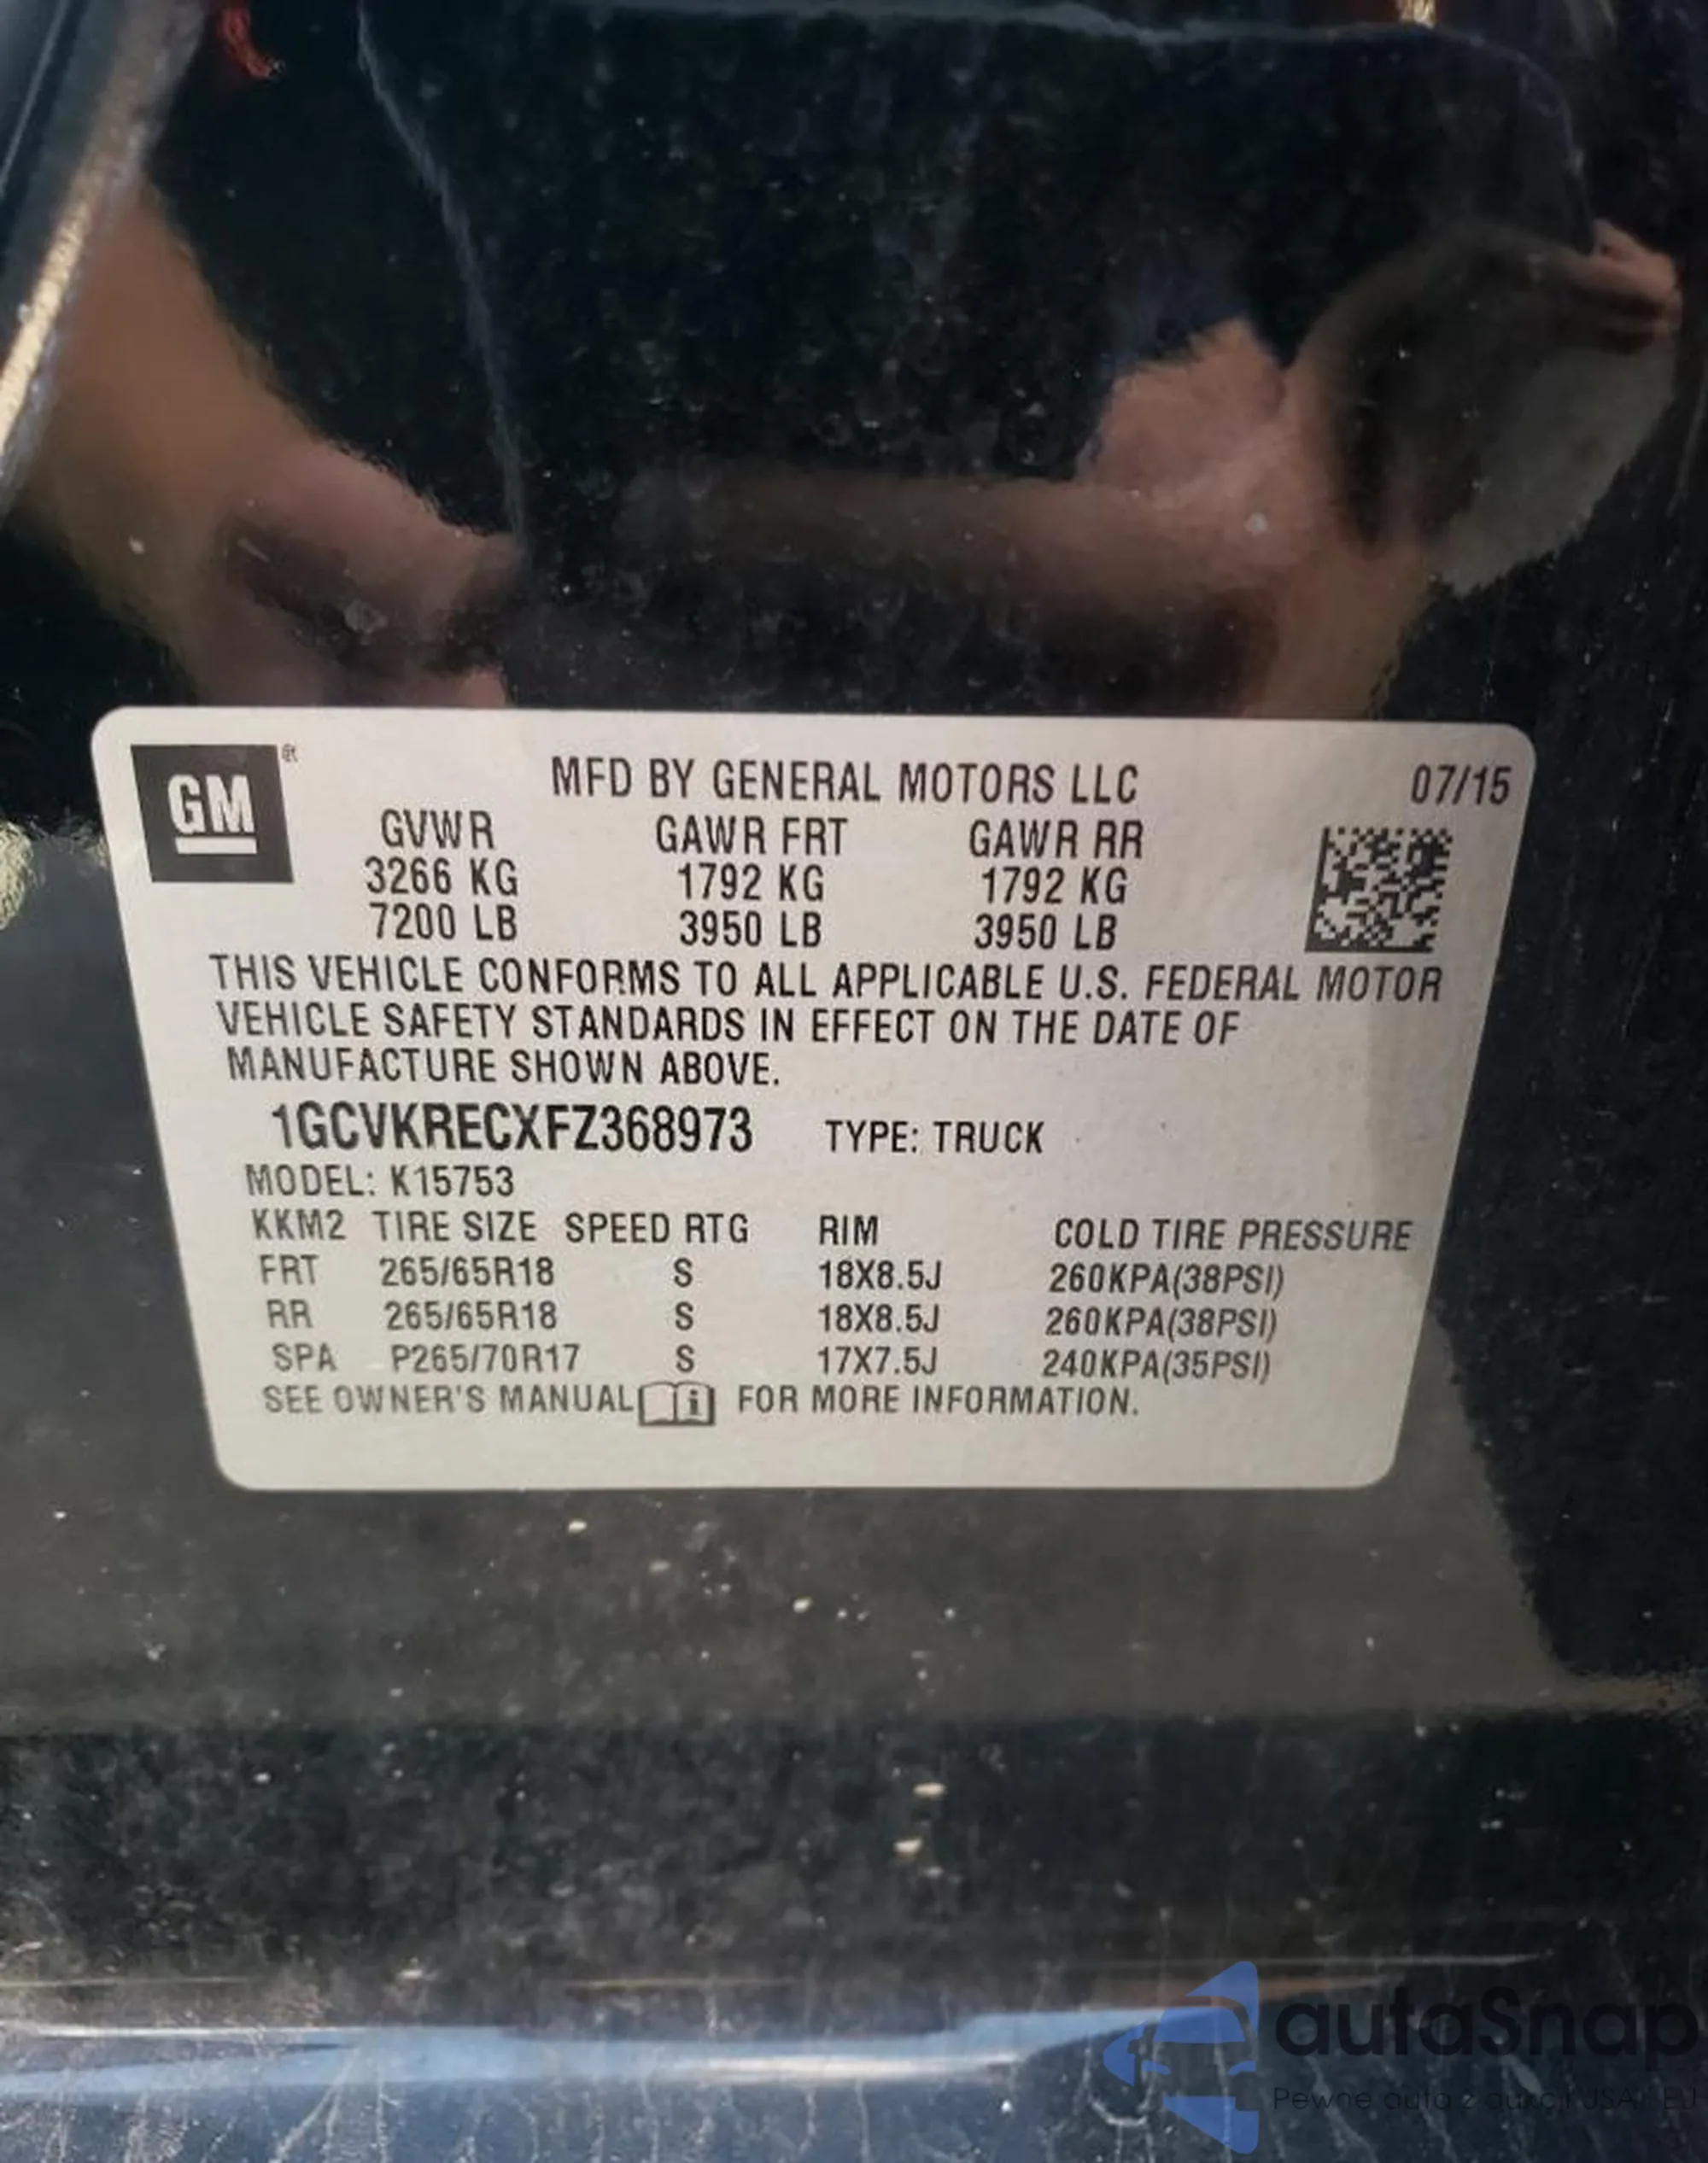 GM ®
MFD BY GENERAL MOTORS LLC 07/15
GVWR GAWR FRT GAWR RR
3266 KG 1792 KG 1792 KG
7200 LB 3950 LB 3950 LB
THIS VEHICLE CONFORMS TO ALL APPLICABLE U.S. FEDERAL MOTOR
VEHICLE SAFETY STANDARDS IN EFFECT ON THE DATE OF
MANUFACTURE SHOWN ABOVE.
1GCVKRECXFZ368973 TYPE: TRUCK
MODEL: K15753
KKM2 TIRE SIZE SPEED RTG RIM COLD TIRE PRESSURE
FRT 265/65R18 S 18X8.5J 260KPA(38PSI)
RR 265/65R18 S 18X8.5J 260KPA(38PSI)
SPA P265/70R17 S 17X7.5J 240KPA(35PSI)
SEE OWNER'S MANUAL i FOR MORE INFORMATION.
autaSnap
Pewne auta z aukcji USA